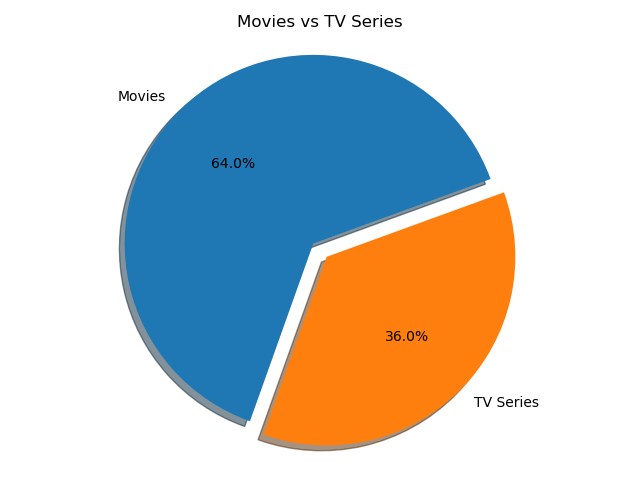 Movies vs TV Series
Movies
64.0%
36.0%
TV Series